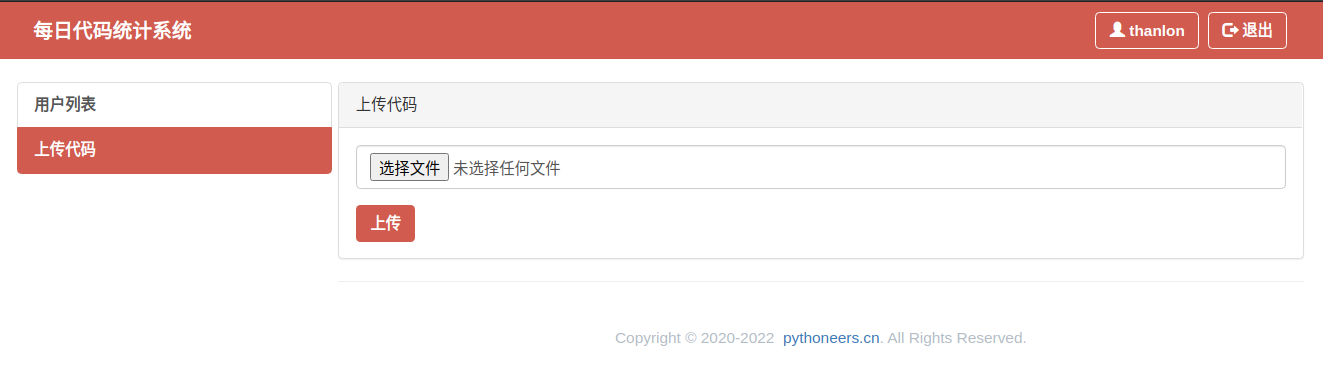 每日代码统计系统
thanlon 退出
用户列表
上传代码
上传代码
选择文件 未选择任何文件
上传
Copyright © 2020-2022 pythoneers.cn. All Rights Reserved.